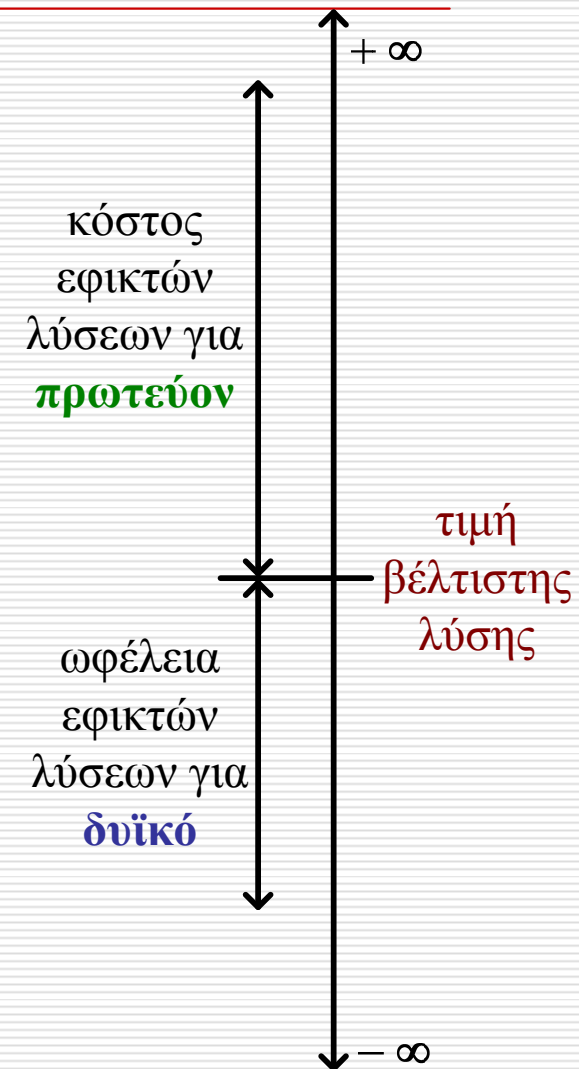 + ∞
κόστος
εφικτών
λύσεων για
πρωτεύον
τιμή
βέλτιστης
λύσης
ωφέλεια
εφικτών
λύσεων για
δυϊκό
− ∞